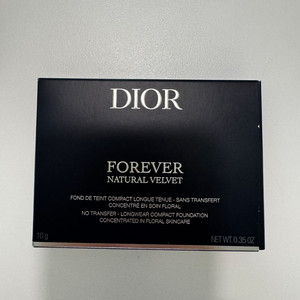 DIOR
FOREVER
NATURAL VELVET
FOND DE TEINT COMPACT LONGUE TENUE - SANS TRANSFERT
CONCENTRÉ EN SOIN FLORAL
NO TRANSFER - LONGWEAR COMPACT FOUNDATION
CONCENTRATED IN FLORAL SKINCARE
10 g NET WT. 0.35 OZ